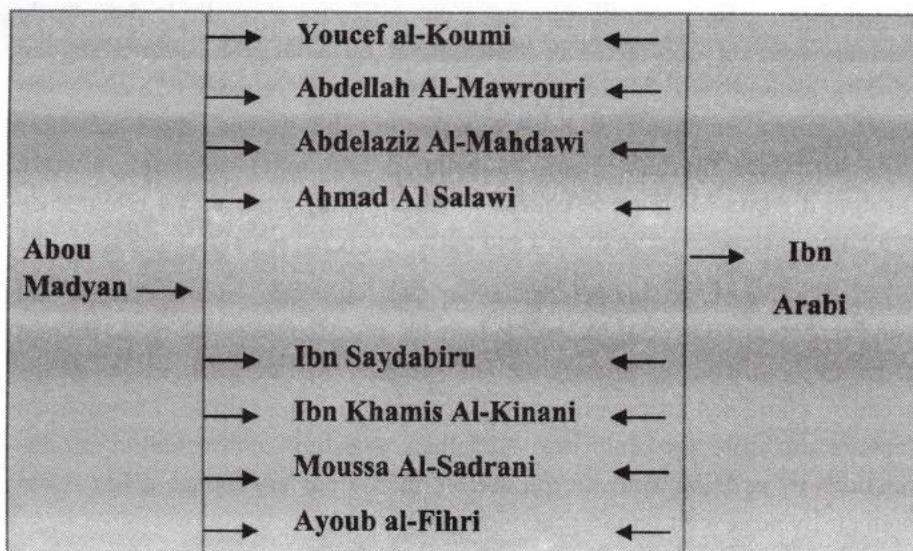 Youcef al-Koumi
Abdellah Al-Mawrouri
Abdelaziz Al-Mahdawi
Ahmad Al Salawi
Abou
Madyan
Ibn
Arabi
Ibn Saydabiru
Ibn Khamis Al-Kinani
Moussa Al-Sadrani
Ayoub al-Fihri